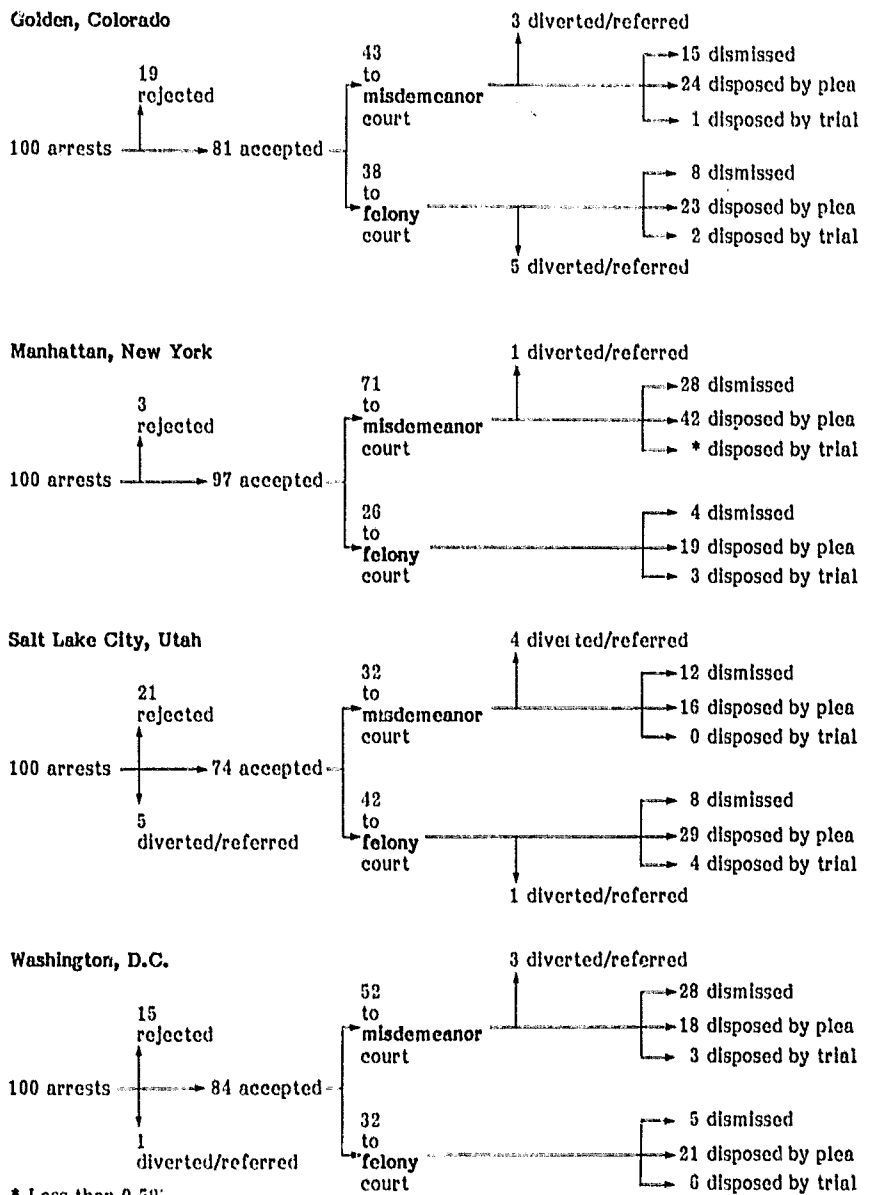 Golden, Colorado
3 diverted/referred
43
to
misdemeanor
court
15 dismissed
24 disposed by plea
1 disposed by trial
19
rejected
100 arrests
81 accepted
38
to
felony
court
8 dismissed
23 disposed by plea
2 disposed by trial
5 diverted/referred
Manhattan, New York
1 diverted/referred
71
to
misdemeanor
court
28 dismissed
42 disposed by plea
* disposed by trial
3
rejected
100 arrests
97 accepted
26
to
felony
court
4 dismissed
19 disposed by plea
3 disposed by trial
Salt Lake City, Utah
4 diverted/referred
32
to
misdemeanor
court
12 dismissed
16 disposed by plea
0 disposed by trial
21
rejected
100 arrests
74 accepted
5
diverted/referred
42
to
felony
court
8 dismissed
29 disposed by plea
4 disposed by trial
1 diverted/referred
Washington, D.C.
3 diverted/referred
52
to
misdemeanor
court
28 dismissed
18 disposed by plea
3 disposed by trial
15
rejected
100 arrests
84 accepted
1
diverted/referred
32
to
felony
court
5 dismissed
21 disposed by plea
6 disposed by trial
* Less than